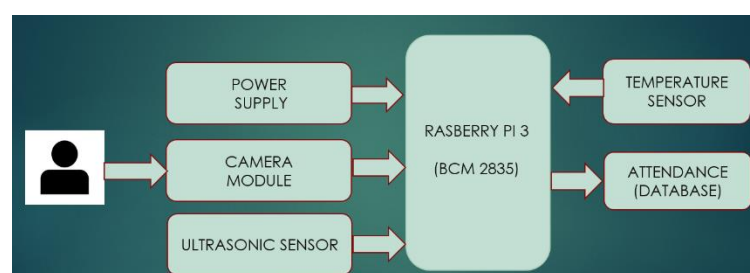 POWER
SUPPLY
CAMERA
MODULE
ULTRASONIC SENSOR
RASBERRY PI 3
(BCM 2835)
TEMPERATURE
SENSOR
ATTENDANCE
(DATABASE)